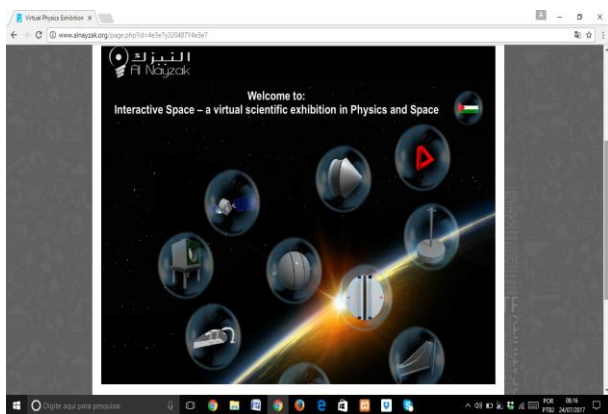 Virtual Physics Exhibition
www.alnayzak.org/page.php?id=4e3e7y320487Y4e3e7
النيزك
Al Nayzak
Welcome to:
Interactive Space – a virtual scientific exhibition in Physics and Space
Digite aqui para pesquisar
POR
PTB2
08:16
24/07/2017